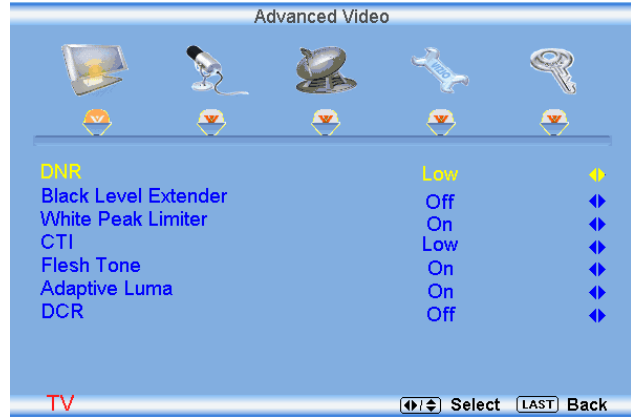 Advanced Video
DNR Low
Black Level Extender Off
White Peak Limiter On
CTI Low
Flesh Tone On
Adaptive Luma On
DCR Off
TV Select LAST Back